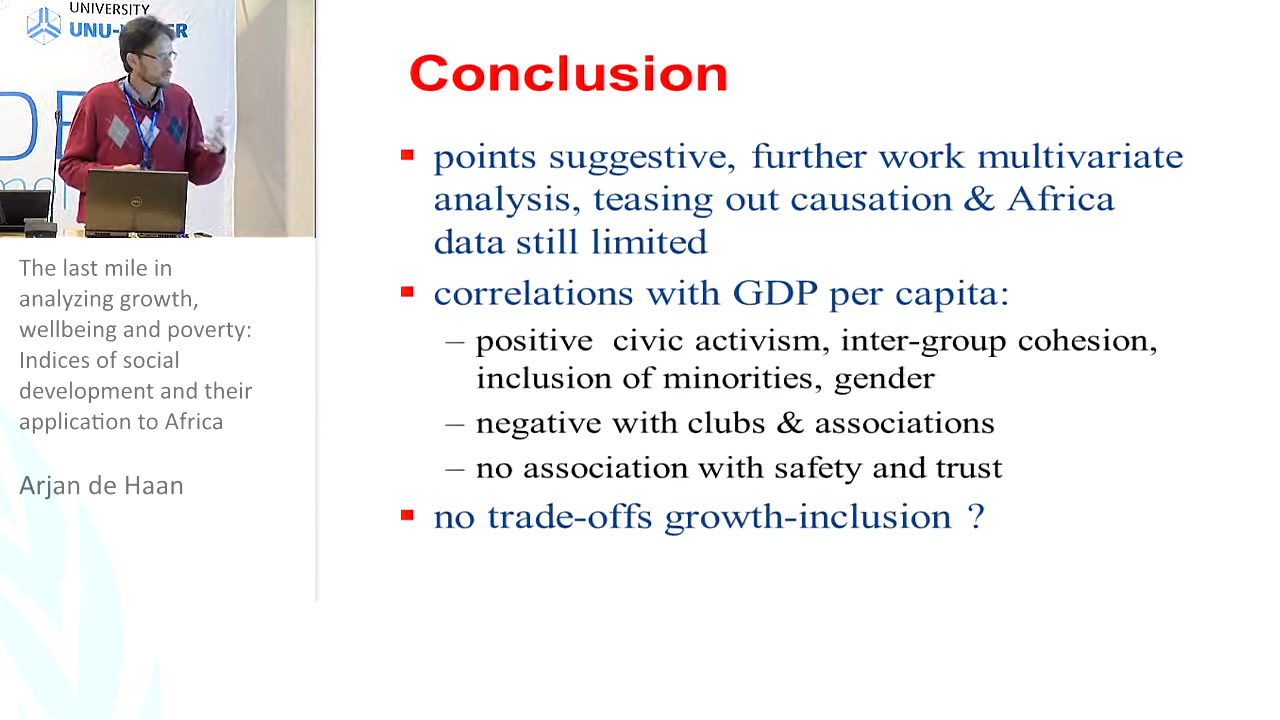 UNIVERSITY
The last mile in
analyzing growth,
wellbeing and poverty:
Indices of social
development and their
application to Africa
Arjan de Haan
Conclusion
points suggestive, further work multivariate
analysis, teasing out causation & Africa
data still limited
correlations with GDP per capita:
– positive  civic activism, inter-group cohesion,
inclusion of minorities, gender
– negative with clubs & associations
– no association with safety and trust
no trade-offs growth-inclusion ?